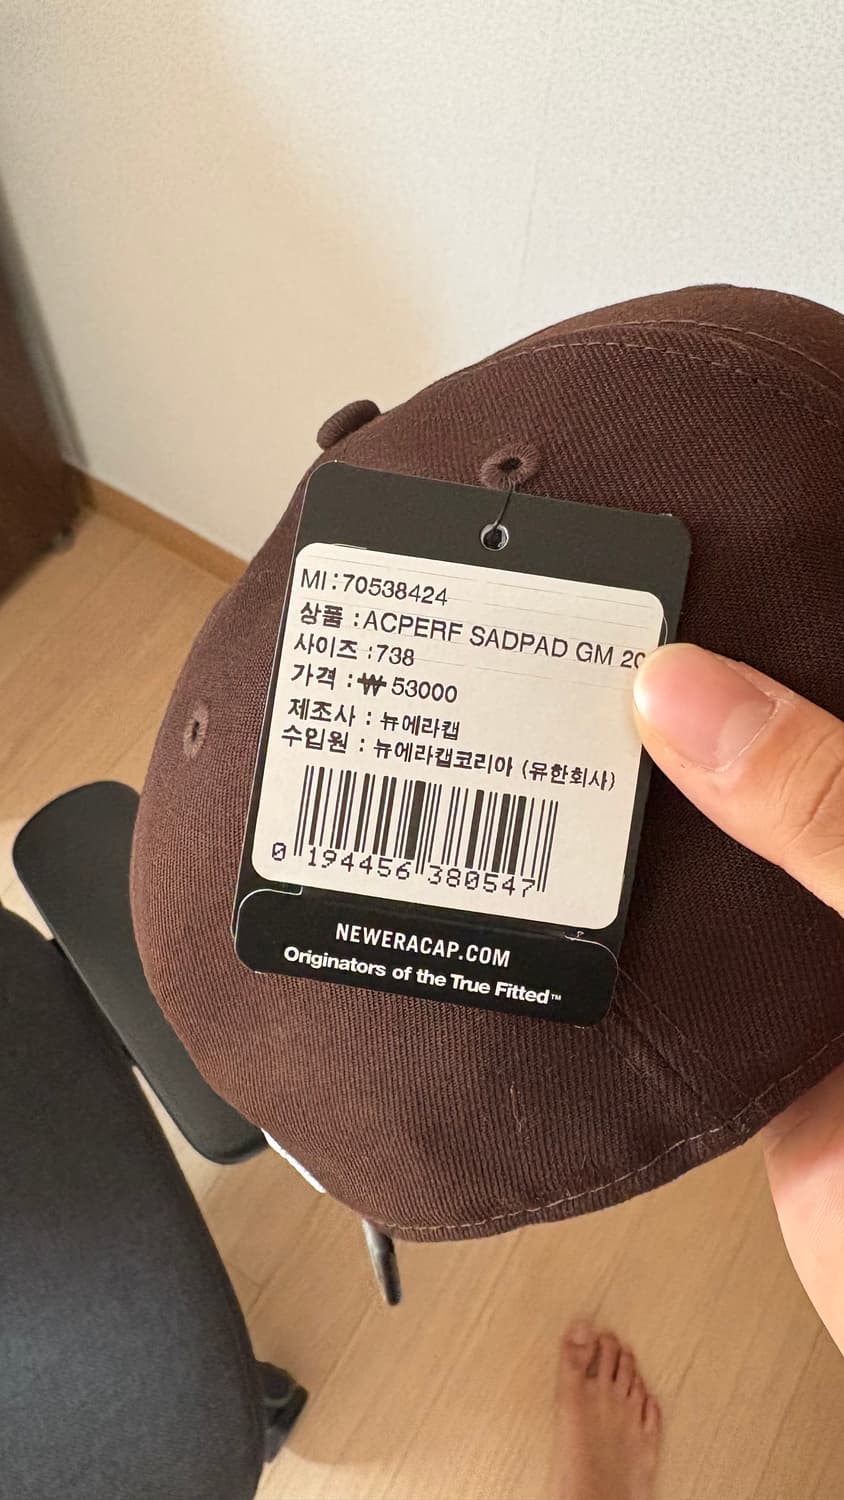 MI:70538424
상품 :ACPERF SADPAD GM 20
사이즈 :738
가격 :₩ 53000
제조사 : 뉴에라캡
수입원 : 뉴에라캡코리아 (유한회사)
0 194456 380547
NEWERACAP.COM
Originators of the True Fitted™